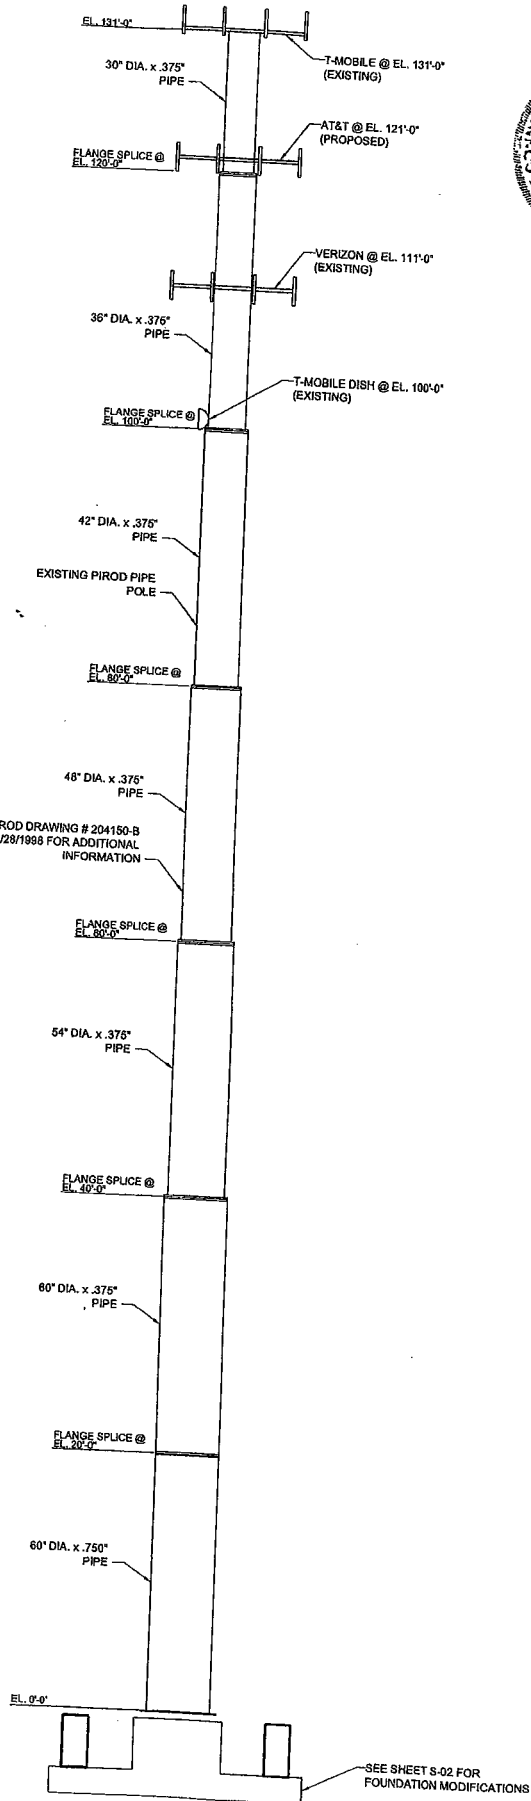 EL. 131'-0"
T-MOBILE @ EL. 131'-0"
(EXISTING)
30" DIA. x .375"
PIPE
AT&T @ EL. 121'-0"
(PROPOSED)
FLANGE SPLICE @
EL. 120'-0"
VERIZON @ EL. 111'-0"
(EXISTING)
36" DIA. x .375"
PIPE
T-MOBILE DISH @ EL. 100'-0"
(EXISTING)
FLANGE SPLICE @
EL. 100'-0"
42" DIA. x .375"
PIPE
EXISTING PIROD PIPE
POLE
FLANGE SPLICE @
EL. 80'-0"
48" DIA. x .375"
PIPE
ROD DRAWING # 204150-B
/28/1998 FOR ADDITIONAL
INFORMATION
FLANGE SPLICE @
EL. 60'-0"
54" DIA. x .375"
PIPE
FLANGE SPLICE @
EL. 40'-0"
60" DIA. x .375"
PIPE
FLANGE SPLICE @
EL. 20'-0"
60" DIA. x .750"
PIPE
EL. 0'-0"
SEE SHEET S-02 FOR
FOUNDATION MODIFICATIONS